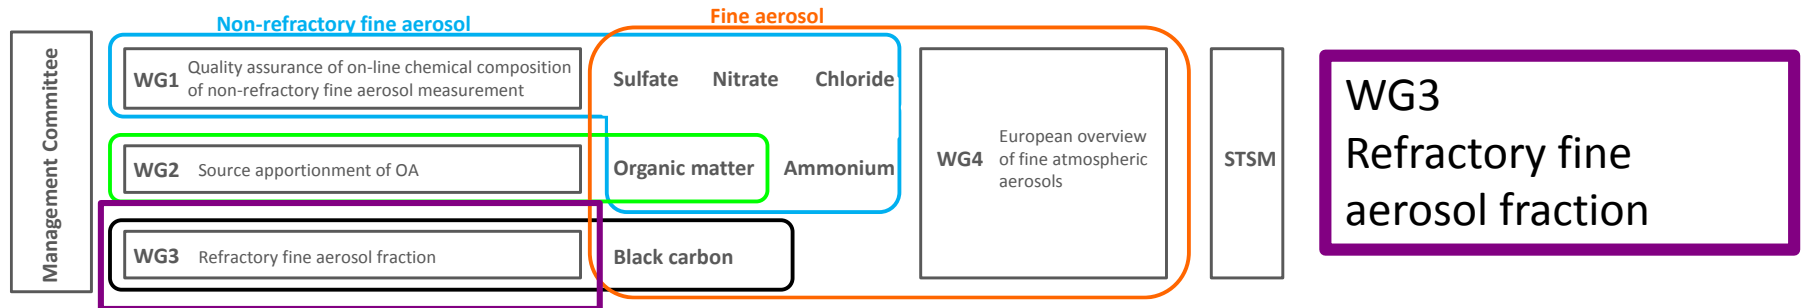 Non-refractory fine aerosol
Fine aerosol
Management Committee
WG1
Quality assurance of on-line chemical composition
of non-refractory fine aerosol measurement
Sulfate Nitrate Chloride
WG2 Source apportionment of OA
Organic matter Ammonium
WG3 Refractory fine aerosol fraction
Black carbon
WG4
European overview
of fine atmospheric
aerosols
STSM
WG3
Refractory fine
aerosol fraction